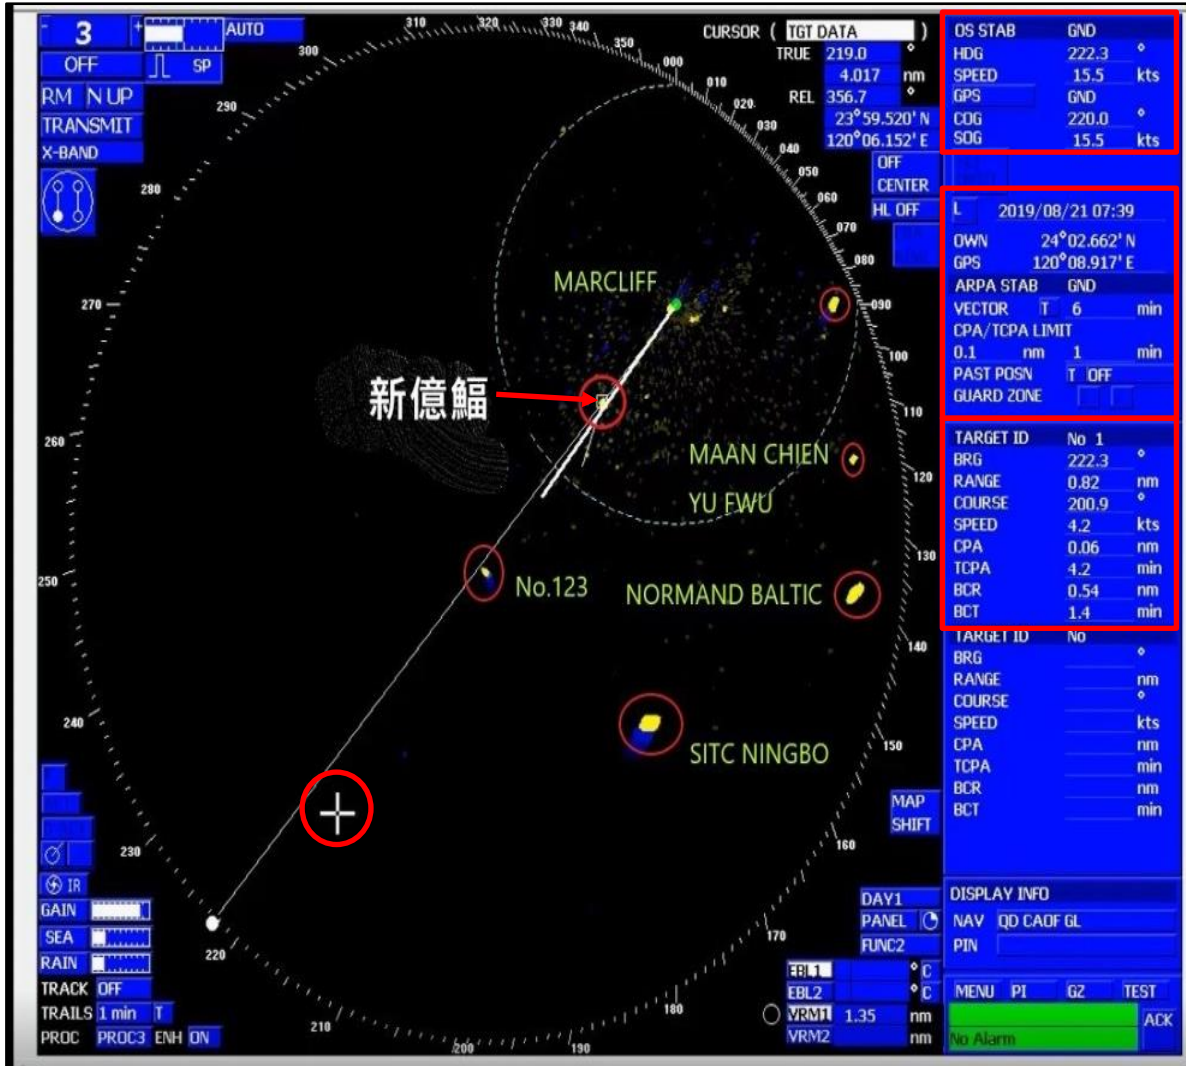 - 3 +
AUTO
OFF
SP
RM N UP
TRANSMIT
X-BAND
CURSOR ( TGT DATA )
TRUE 219.0 °
4.017 nm
REL 356.7 °
23°59.520' N
120°06.152' E
OFF
CENTER
HL OFF
310
320
330
340
350
000
010
020
030
040
050
060
070
080
090
100
110
120
130
140
150
160
170
180
190
200
210
220
230
240
250
260
270
280
290
300
MARCLIFF
新億鯿
MAAN CHIEN
YU FWU
No.123
NORMAND BALTIC
SITC NINGBO
OS STAB GND
HDG 222.3 °
SPEED 15.5 kts
GPS GND
COG 220.0 °
SOG 15.5 kts
L 2019/08/21 07:39
OWN 24°02.662' N
GPS 120°08.917' E
ARPA STAB GND
VECTOR T 6 min
CPA/TCPA LIMIT
0.1 nm 1 min
PAST POSN T OFF
GUARD ZONE
TARGET ID No 1
BRG 222.3 °
RANGE 0.82 nm
COURSE 200.9 °
SPEED 4.2 kts
CPA 0.06 nm
TCPA 4.2 min
BCR 0.54 nm
BCT 1.4 min
TARGET ID No
BRG °
RANGE nm
COURSE °
SPEED kts
CPA nm
TCPA min
BCR nm
BCT min
MAP
SHIFT
IR
GAIN
SEA
RAIN
TRACK OFF
TRAILS 1 min T
PROC PROC3 ENH ON
DAY1
PANEL
FUNC2
EBL1 ° C
EBL2 ° C
VRM1 1.35 nm
VRM2 nm
DISPLAY INFO
NAV QD CAOF GL
PIN
MENU PI GZ TEST
ACK
No Alarm